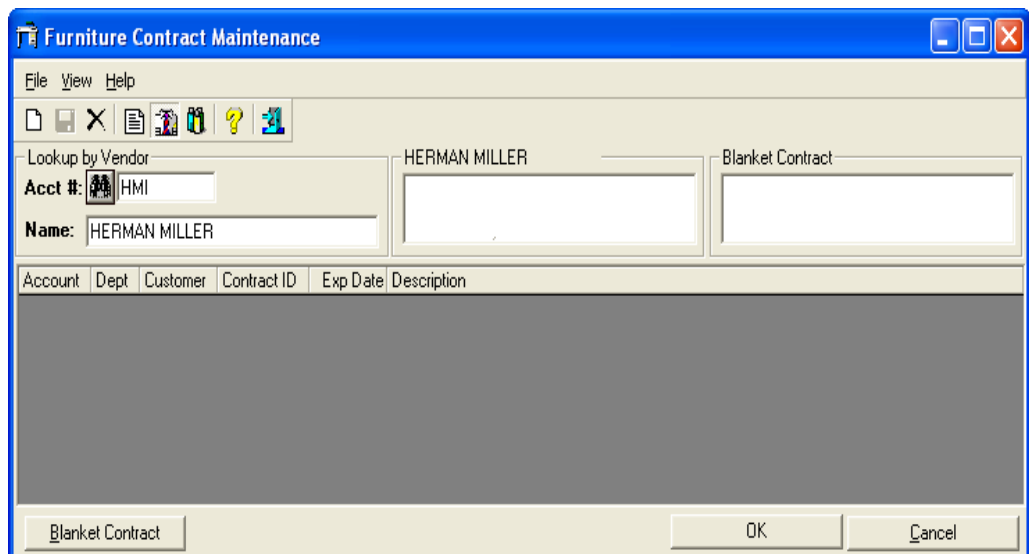 Furniture Contract Maintenance
File View Help
Lookup by Vendor
HERMAN MILLER
Blanket Contract
Acct #: HMI
Name: HERMAN MILLER
Account Dept Customer Contract ID Exp Date Description
Blanket Contract OK Cancel